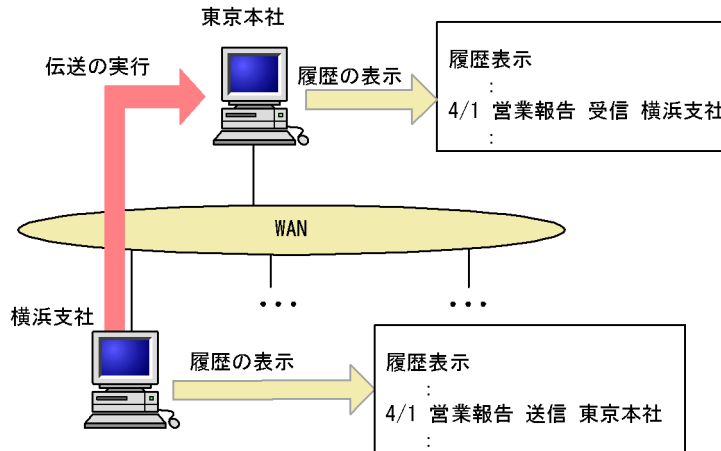 東京本社
伝送の実行
履歴の表示
履歴表示
:
4/1 営業報告 受信 横浜支社
:
WAN
...
...
横浜支社
履歴の表示
履歴表示
:
4/1 営業報告 送信 東京本社
: